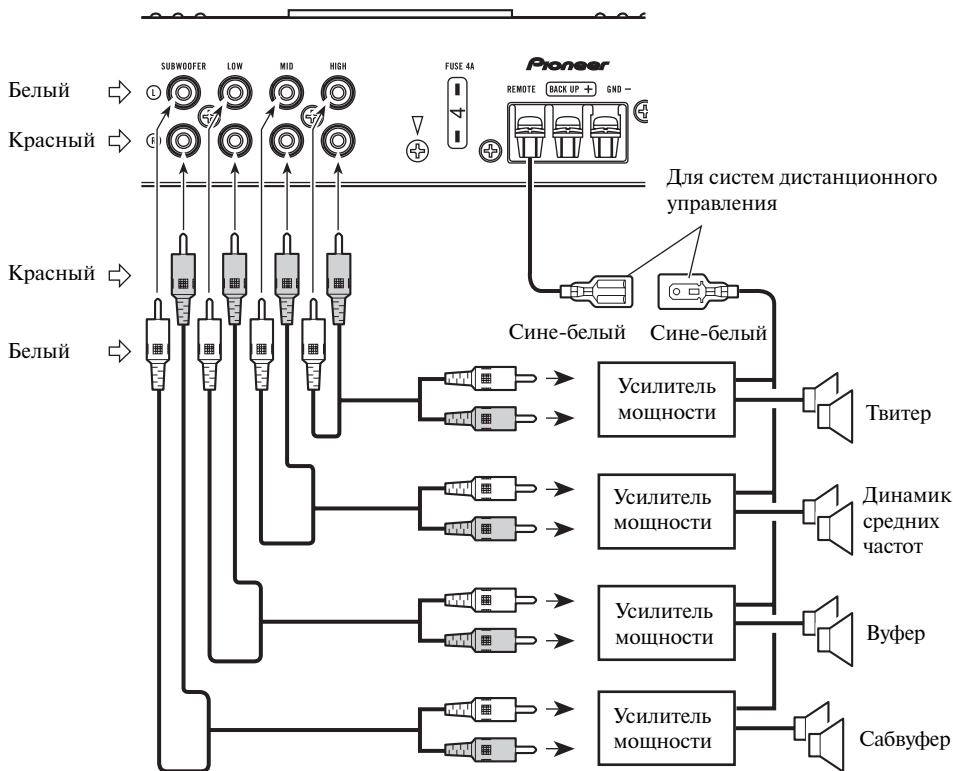 SUBWOOFER LOW MID HIGH
FUSE 4A
Pioneer
REMOTE BACK UP + GND −
Белый
L
4
Красный
R
Для систем дистанционного
управления
Красный
Белый
Сине-белый
Сине-белый
Усилитель
мощности
Твитер
Усилитель
мощности
Динамик
средних
частот
Усилитель
мощности
Вуфер
Усилитель
мощности
Сабвуфер